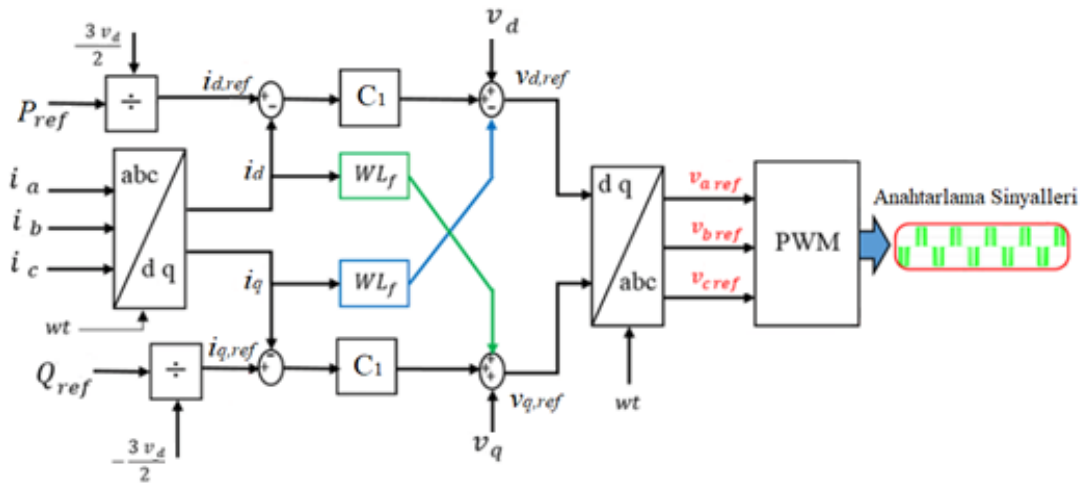 3 v_d
2
÷
P_ref
i_d,ref
+
−
C₁
v_d
+
+
−
v_d,ref
i_a
i_b
i_c
abc
d q
i_d
WL_f
i_q
WL_f
wt
d q
abc
wt
v_a ref
v_b ref
v_c ref
PWM
Anahtarlama Sinyalleri
Q_ref
÷
i_q,ref
−
+
C₁
+
+
+
v_q,ref
v_q
− 3 v_d
2